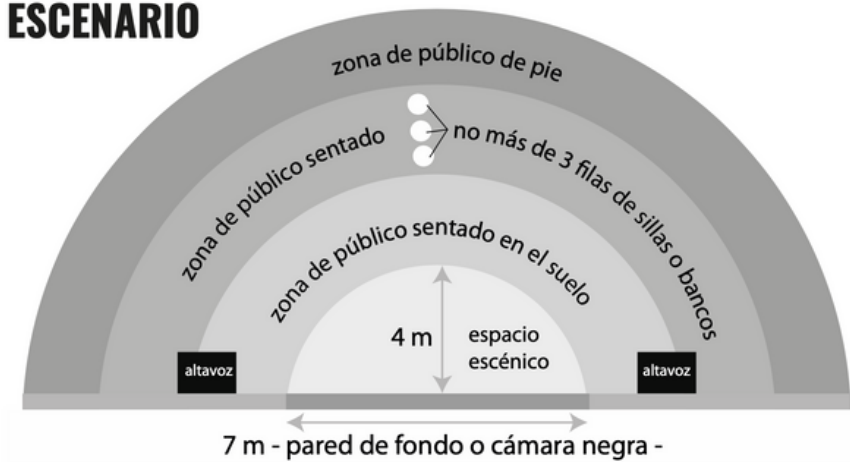 ESCENARIO
zona de público de pie
zona de público sentado
no más de 3 filas de sillas o bancos
zona de público sentado en el suelo
4 m
espacio
escénico
altavoz
altavoz
7 m - pared de fondo o cámara negra -